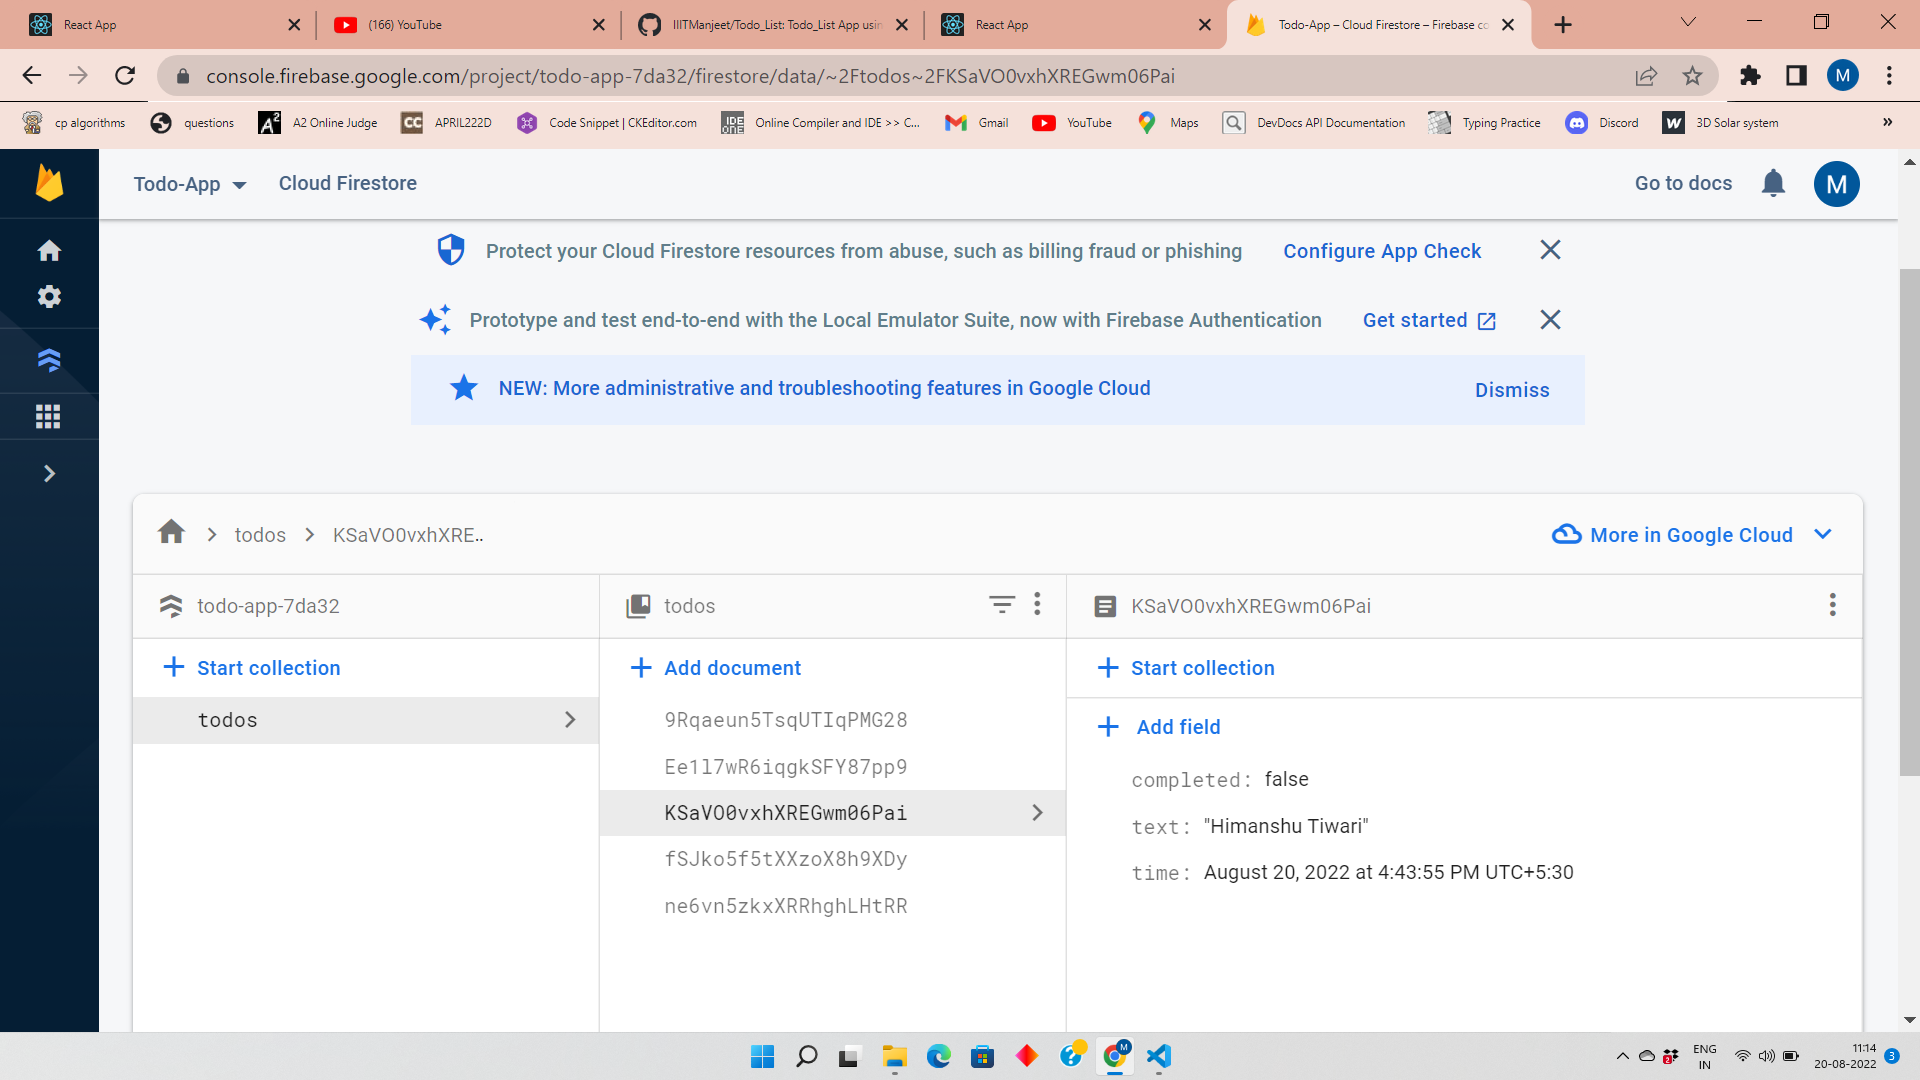 React App
(166) YouTube
IIITManjeet/Todo_List: Todo_List App usin
React App
Todo-App – Cloud Firestore – Firebase co
console.firebase.google.com/project/todo-app-7da32/firestore/data/~2Ftodos~2FKSaVO0vxhXREGwm06Pai
M
cp algorithms
questions
A2 Online Judge
CC APRIL222D
Code Snippet | CKEditor.com
IDE ONE Online Compiler and IDE >> C...
Gmail
YouTube
Maps
DevDocs API Documentation
Typing Practice
Discord
W 3D Solar system
»
Todo-App
Cloud Firestore
Go to docs
M
Protect your Cloud Firestore resources from abuse, such as billing fraud or phishing
Configure App Check
Prototype and test end-to-end with the Local Emulator Suite, now with Firebase Authentication
Get started
NEW: More administrative and troubleshooting features in Google Cloud
Dismiss
todos
KSaVO0vxhXRE..
More in Google Cloud
todo-app-7da32
todos
KSaVO0vxhXREGwm06Pai
Start collection
Add document
Start collection
todos
9Rqaeun5TsqUTIqPMG28
Ee1l7wR6iqgkSFY87pp9
KSaVO0vxhXREGwm06Pai
fSJko5f5tXXzoX8h9XDy
ne6vn5zkxXRRhghLHtRR
Add field
completed: false
text: "Himanshu Tiwari"
time: August 20, 2022 at 4:43:55 PM UTC+5:30
M
2
ENG
IN
11:14
20-08-2022
3